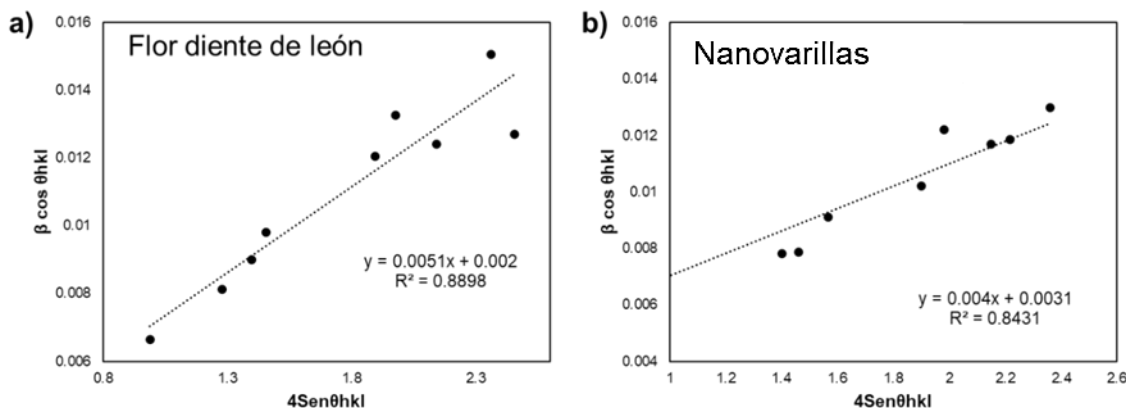 a)
Flor diente de león
0.016
0.014
0.012
0.01
0.008
0.006
β cos θhkl
y = 0.0051x + 0.002
R² = 0.8898
0.8
1.3
1.8
2.3
4Senθhkl
b)
Nanovarillas
0.016
0.014
0.012
0.01
0.008
0.006
0.004
β cos θhkl
y = 0.004x + 0.0031
R² = 0.8431
1
1.2
1.4
1.6
1.8
2
2.2
2.4
2.6
4Senθhkl